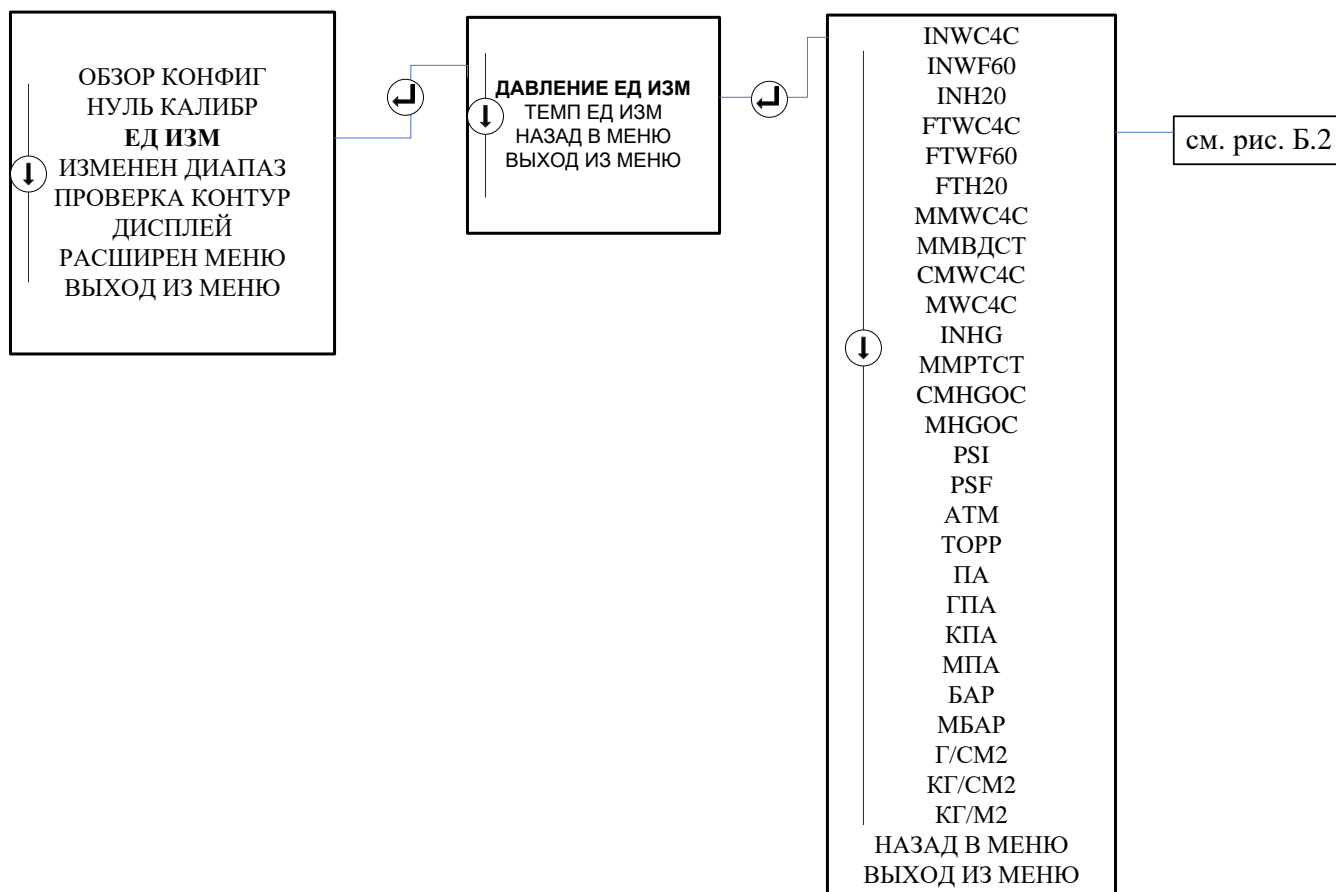 ОБЗОР КОНФИГ
НУЛЬ КАЛИБР
ЕД ИЗМ
ИЗМЕНЕН ДИАПАЗ
ПРОВЕРКА КОНТУР
ДИСПЛЕЙ
РАСШИРЕН МЕНЮ
ВЫХОД ИЗ МЕНЮ
ДАВЛЕНИЕ ЕД ИЗМ
ТЕМП ЕД ИЗМ
НАЗАД В МЕНЮ
ВЫХОД ИЗ МЕНЮ
INWC4C
INWF60
INH20
FTWC4C
FTWF60
FTH20
MMWC4C
ММВДСТ
CMWC4C
MWC4C
INHG
ММРТСТ
CMHGOC
MHGOC
PSI
PSF
АТМ
ТОРР
ПА
ГПА
КПА
МПА
БАР
МБАР
Г/СМ2
КГ/СМ2
КГ/М2
НАЗАД В МЕНЮ
ВЫХОД ИЗ МЕНЮ
см. рис. Б.2